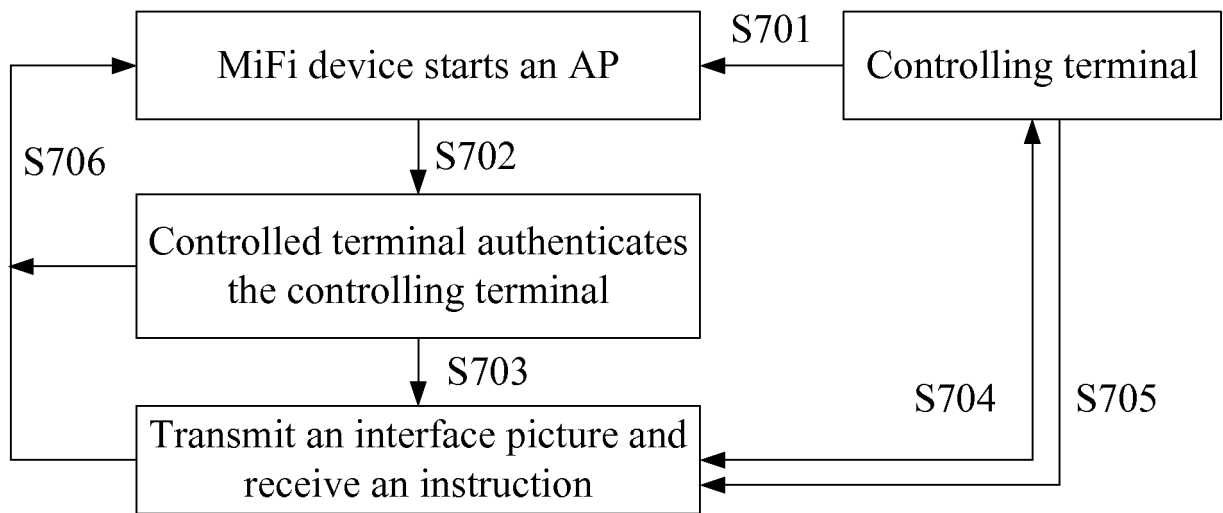 S701
MiFi device starts an AP
Controlling terminal
S702
S706
Controlled terminal authenticates
the controlling terminal
S703
S704
S705
Transmit an interface picture and
receive an instruction